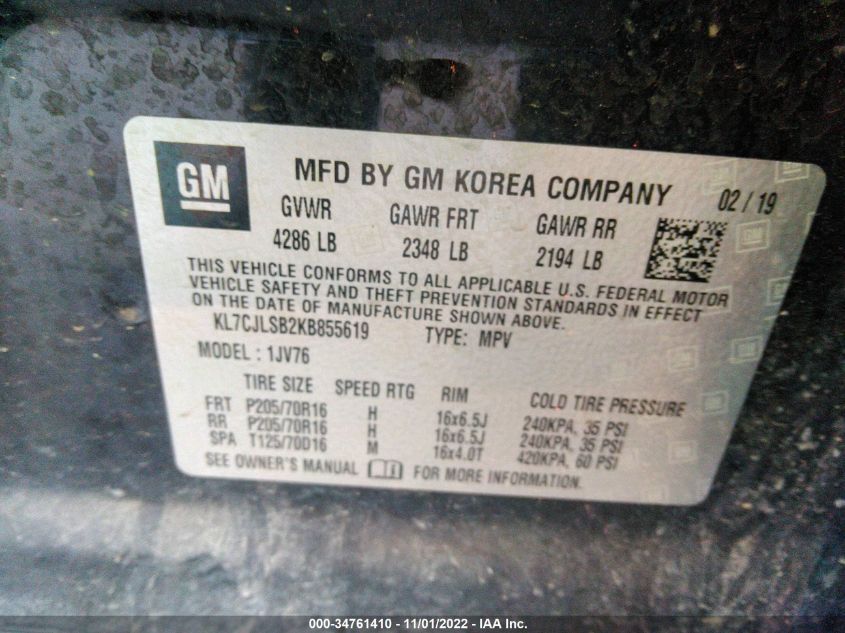 GM
MFD BY GM KOREA COMPANY 02 / 19
GVWR GAWR FRT GAWR RR
4286 LB 2348 LB 2194 LB
THIS VEHICLE CONFORMS TO ALL APPLICABLE U.S. FEDERAL MOTOR
VEHICLE SAFETY AND THEFT PREVENTION STANDARDS IN EFFECT
ON THE DATE OF MANUFACTURE SHOWN ABOVE.
KL7CJLSB2KB855619 TYPE: MPV
MODEL : 1JV76
TIRE SIZE SPEED RTG RIM COLD TIRE PRESSURE
FRT P205/70R16 H 16x6.5J 240KPA, 35 PSI
RR P205/70R16 H 16x6.5J 240KPA, 35 PSI
SPA T125/70D16 M 16x4.0T 420KPA, 60 PSI
SEE OWNER'S MANUAL FOR MORE INFORMATION.
000-34761410 - 11/01/2022 - IAA Inc.